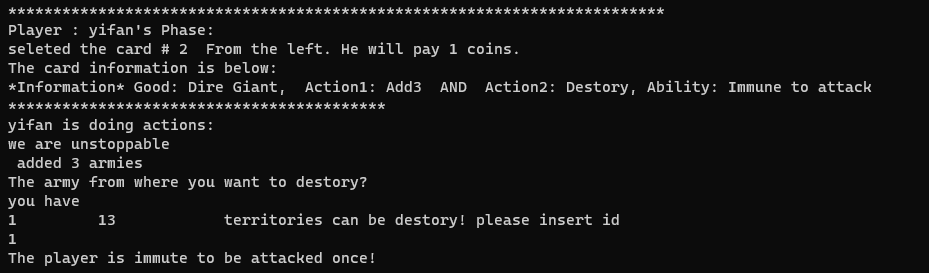 *************************************************************************
Player : yifan's Phase:
seleted the card # 2  From the left. He will pay 1 coins.
The card information is below:
*Information* Good: Dire Giant,  Action1: Add3  AND  Action2: Destory, Ability: Immune to attack
******************************************
yifan is doing actions:
we are unstoppable
 added 3 armies
The army from where you want to destory?
you have
1         13            territories can be destory! please insert id
1
The player is immute to be attacked once!